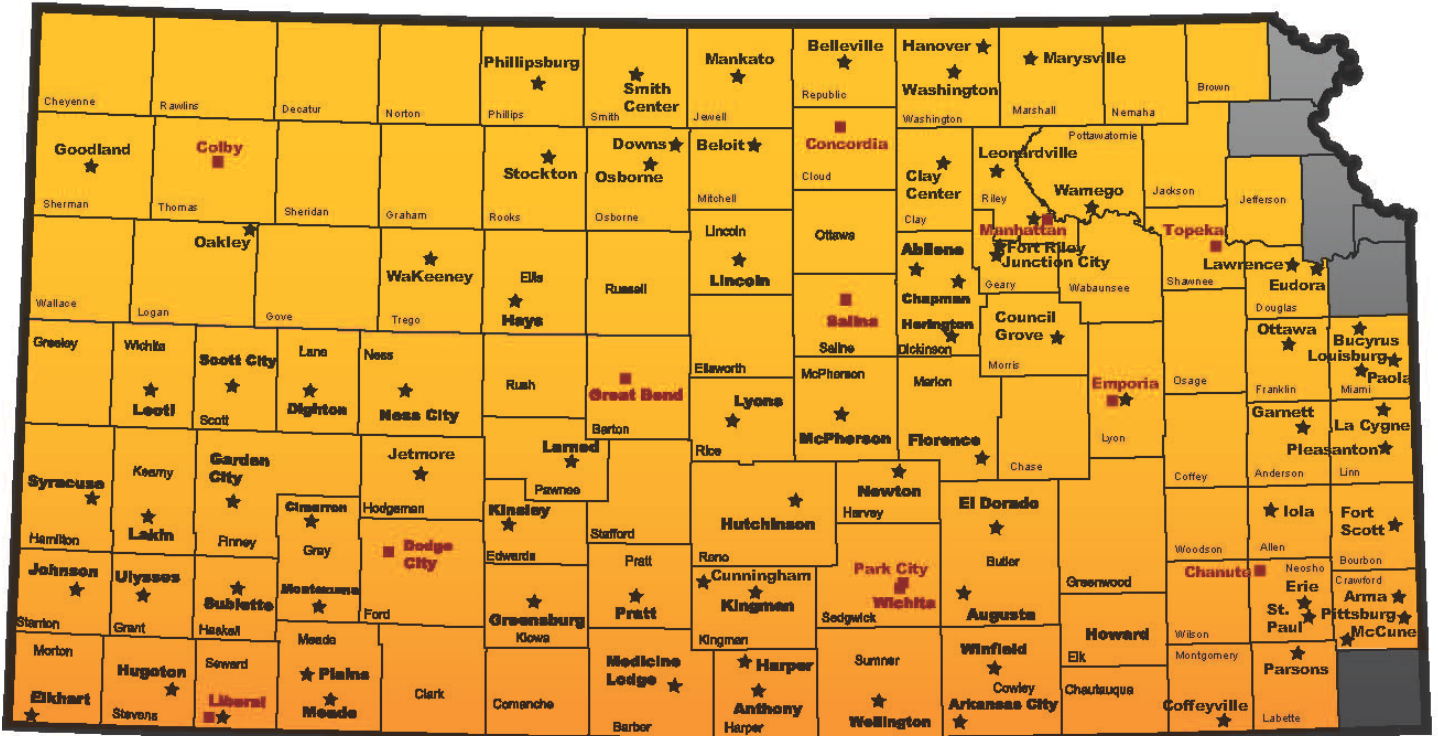 Cheyenne
Rawlins
Decatur
Norton
Phillipsburg
Phillips
Smith
Center
Smith
Mankato
Jewell
Belleville
Republic
Hanover
Washington
Washington
Marysville
Marshall
Nemaha
Brown
Goodland
Sherman
Colby
Thomas
Sheridan
Graham
Stockton
Rooks
Downs
Osborne
Osborne
Beloit
Mitchell
Concordia
Cloud
Clay
Center
Clay
Leonardville
Riley
Pottawatomie
Wamego
Jackson
Jefferson
Wallace
Oakley
Logan
Gove
WaKeeney
Trego
Ellis
Hays
Russell
Lincoln
Lincoln
Ottawa
Salina
Saline
Abilene
Chapman
Herington
Dickinson
Manhattan
Fort Riley
Junction City
Geary
Wabaunsee
Topeka
Shawnee
Lawrence
Eudora
Douglas
Greeley
Wichita
Leoti
Scott City
Scott
Lane
Dighton
Ness
Ness City
Rush
Great Bend
Barton
Ellsworth
Lyons
Rice
McPherson
McPherson
Marion
Florence
Council
Grove
Morris
Chase
Emporia
Lyon
Osage
Ottawa
Franklin
Bucyrus
Louisburg
Paola
Miami
Syracuse
Hamilton
Kearny
Lakin
Garden
City
Finney
Cimarron
Gray
Montezuma
Jetmore
Hodgeman
Dodge
City
Ford
Larned
Pawnee
Kinsley
Edwards
Stafford
Hutchinson
Reno
Newton
Harvey
El Dorado
Butler
Augusta
Greenwood
Coffey
Garnett
Anderson
La Cygne
Pleasanton
Linn
Woodson
Iola
Allen
Fort
Scott
Bourbon
Johnson
Stanton
Ulysses
Grant
Sublette
Haskell
Greensburg
Kiowa
Pratt
Pratt
Cunningham
Kingman
Kingman
Park City
Wichita
Sedgwick
Howard
Elk
Chanute
Wilson
Neosho
Erie
St.
Paul
Crawford
Arma
Pittsburg
McCune
Morton
Elkhart
Hugoton
Stevens
Seward
Liberal
Meade
Plains
Meade
Clark
Comanche
Medicine
Lodge
Barber
Harper
Anthony
Harper
Sumner
Wellington
Winfield
Cowley
Arkansas City
Chautauqua
Montgomery
Coffeyville
Parsons
Labette